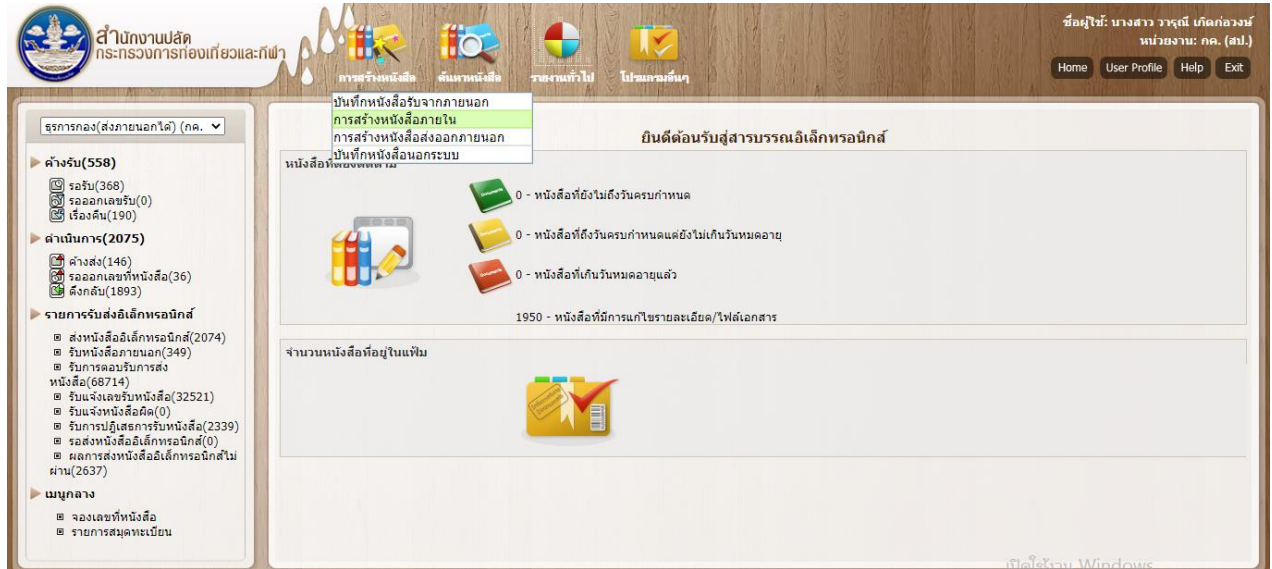 สำนักงานปลัด
กระทรวงการท่องเที่ยวและกีฬา
การสร้างหนังสือ
ค้นหาหนังสือ
รายงานทั่วไป
โปรแกรมอื่นๆ
ชื่อผู้ใช้: นางสาว วารุณี เกิดก่อวงษ์
หน่วยงาน: กค. (สป.)
Home User Profile Help Exit
บันทึกหนังสือรับจากภายนอก
การสร้างหนังสือภายใน
การสร้างหนังสือส่งออกภายนอก
บันทึกหนังสือนอกระบบ
ธุรการกอง(ส่งภายนอกได้) (กค.
ค้างรับ(558)
รอรับ(368)
รอออกเลขรับ(0)
เรื่องคืน(190)
ดำเนินการ(2075)
ค้างส่ง(146)
รอออกเลขที่หนังสือ(36)
ดึงกลับ(1893)
รายการรับส่งอิเล็กทรอนิกส์
ส่งหนังสืออิเล็กทรอนิกส์(2074)
รับหนังสือภายนอก(349)
รับการตอบรับการส่ง
หนังสือ(68714)
รับแจ้งเลขรับหนังสือ(32521)
รับแจ้งหนังสือผิด(0)
รับการปฏิเสธการรับหนังสือ(2339)
รอส่งหนังสืออิเล็กทรอนิกส์(0)
ผลการส่งหนังสืออิเล็กทรอนิกส์ไม่
ผ่าน(2637)
เมนูกลาง
จองเลขที่หนังสือ
รายการสมุดทะเบียน
ยินดีต้อนรับสู่สารบรรณอิเล็กทรอนิกส์
หนังสือที่ต้องติดตาม
0 - หนังสือที่ยังไม่ถึงวันครบกำหนด
0 - หนังสือที่ถึงวันครบกำหนดแต่ยังไม่เกินวันหมดอายุ
0 - หนังสือที่เกินวันหมดอายุแล้ว
1950 - หนังสือที่มีการแก้ไขรายละเอียด/ไฟล์เอกสาร
จำนวนหนังสือที่อยู่ในแฟ้ม
เปิดใช้งาน Windows